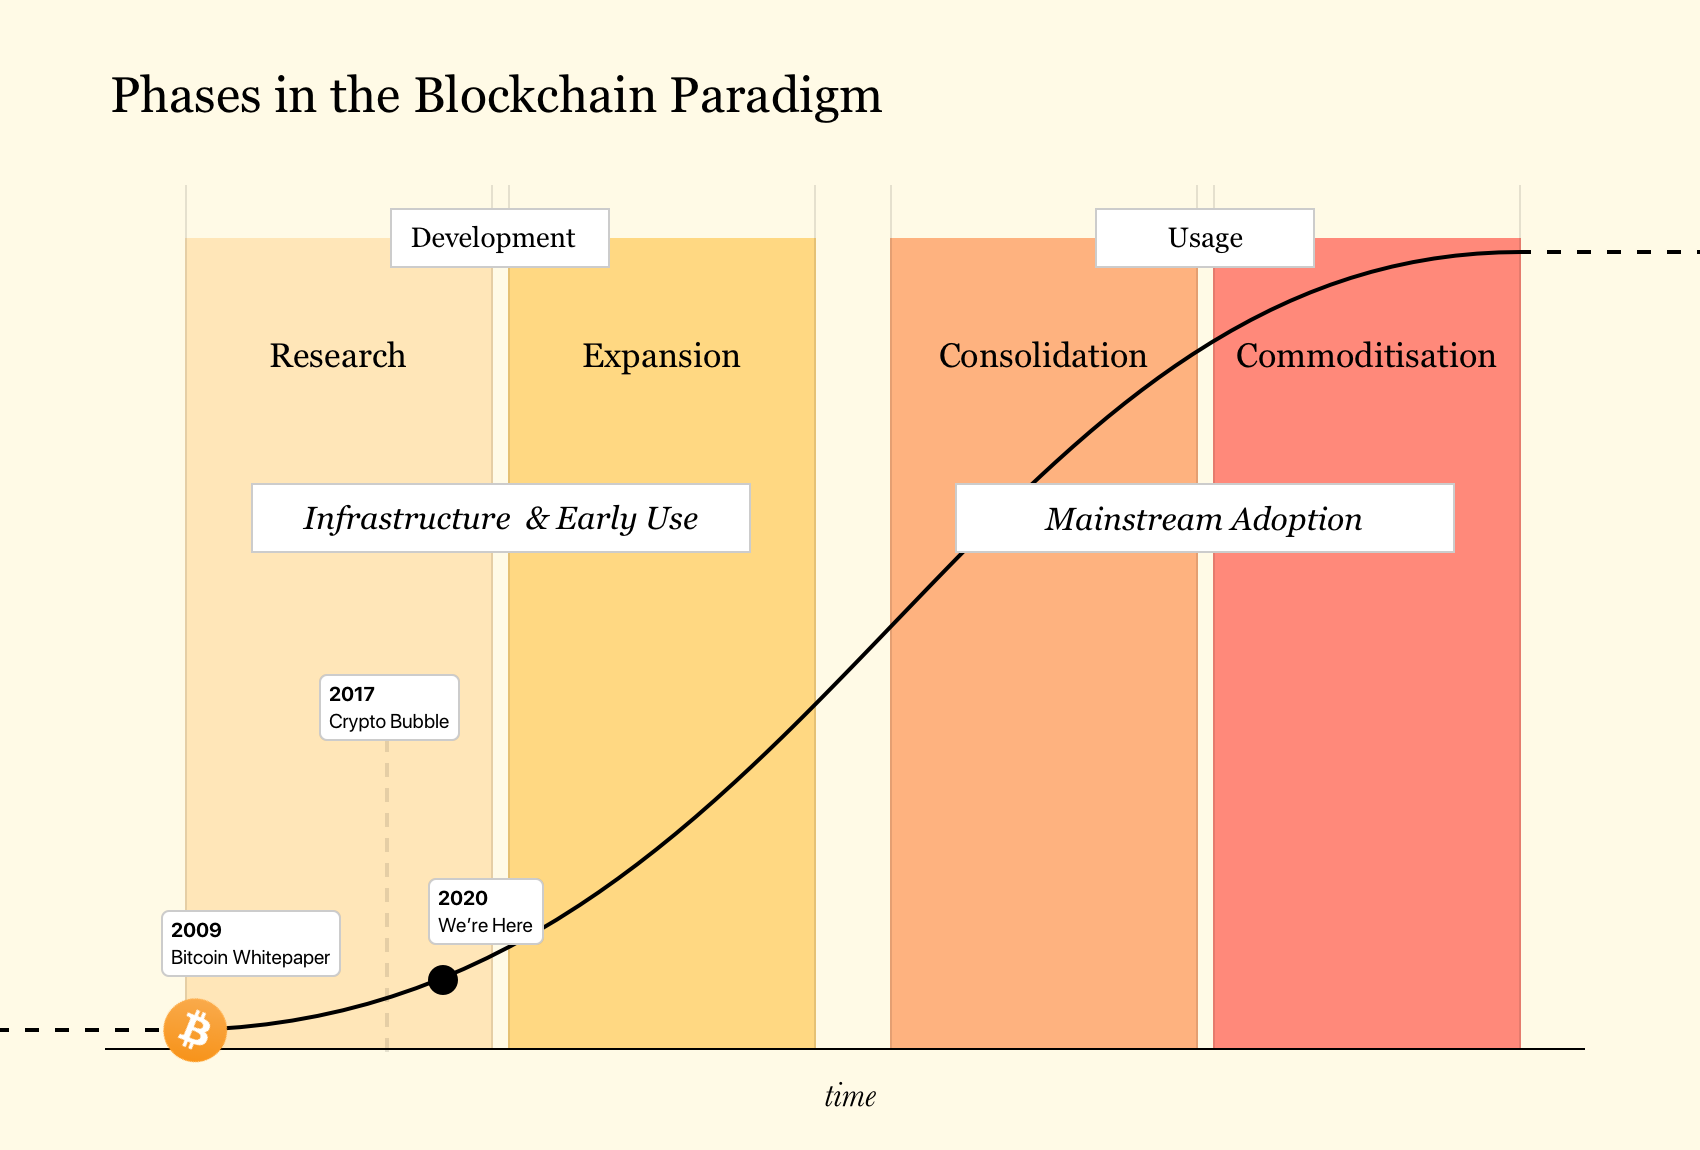 Phases in the Blockchain Paradigm
Development
Usage
Research
Expansion
Consolidation
Commoditisation
Infrastructure & Early Use
Mainstream Adoption
2017
Crypto Bubble
2020
We're Here
2009
Bitcoin Whitepaper
time